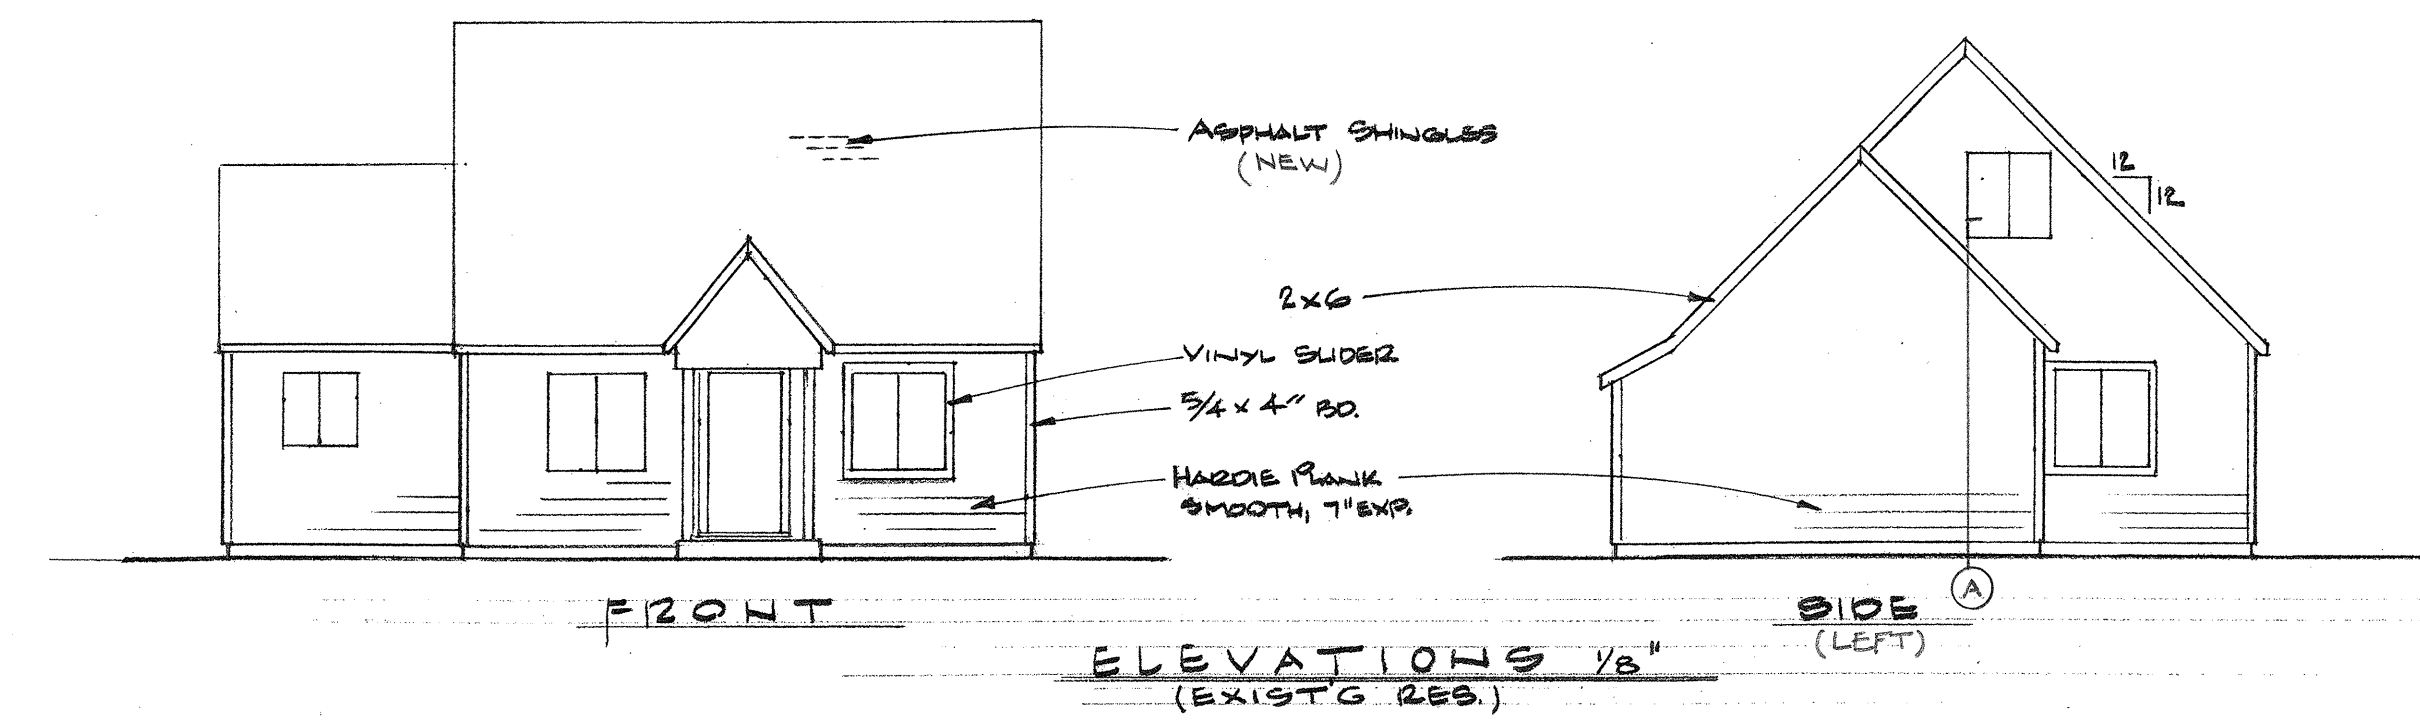 ASPHALT SHINGLES
(NEW)
12
12
2x6
VINYL SLIDER
5/4 x 4" BD.
HARDIE PLANK
SMOOTH, 7" EXP.
A
FRONT
SIDE
(LEFT)
ELEVATIONS 1/8"
(EXIST'G RES.)